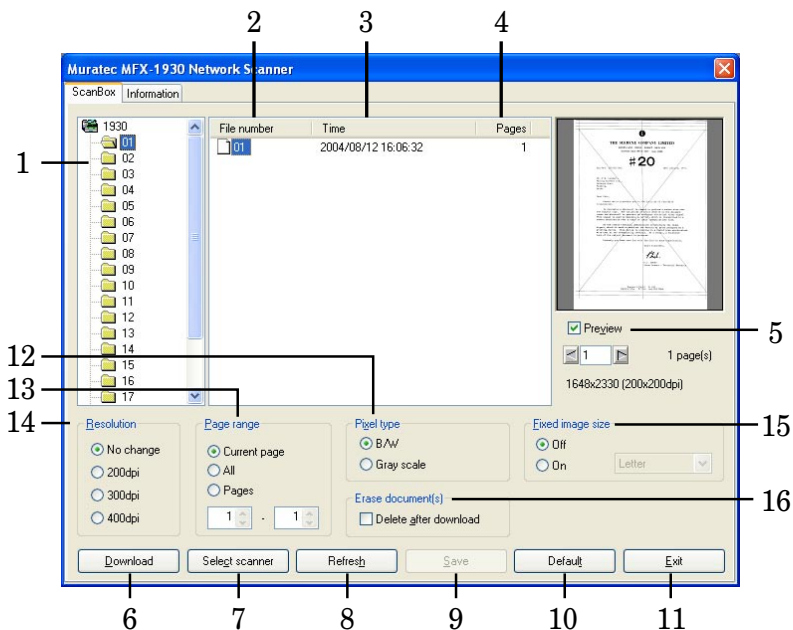 2 3 4
Muratec MFX-1930 Network Scanner
ScanBox Information
1930
File number Time Pages
01 01 2004/08/12 16:06:32 1
1
02
03
04
05
06
07
08
09
10
11
12
13
14
15
16
17
#20
Preview 5
1 1 page(s)
1648x2330 (200x200dpi)
12
13
14
Resolution Page range Pixel type Fixed image size 15
No change Current page B/W Off
200dpi All Gray scale On Letter
300dpi Pages Erase document(s) 16
400dpi 1 . 1 Delete after download
Download Select scanner Refresh Save Default Exit
6 7 8 9 10 11